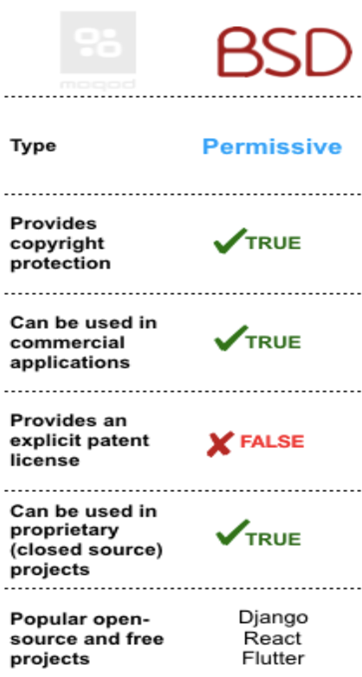 moqod
BSD
Type
Permissive
Provides
copyright
protection
TRUE
Can be used in
commercial
applications
TRUE
Provides an
explicit patent
license
FALSE
Can be used in
proprietary
(closed source)
projects
TRUE
Popular open-
source and free
projects
Django
React
Flutter